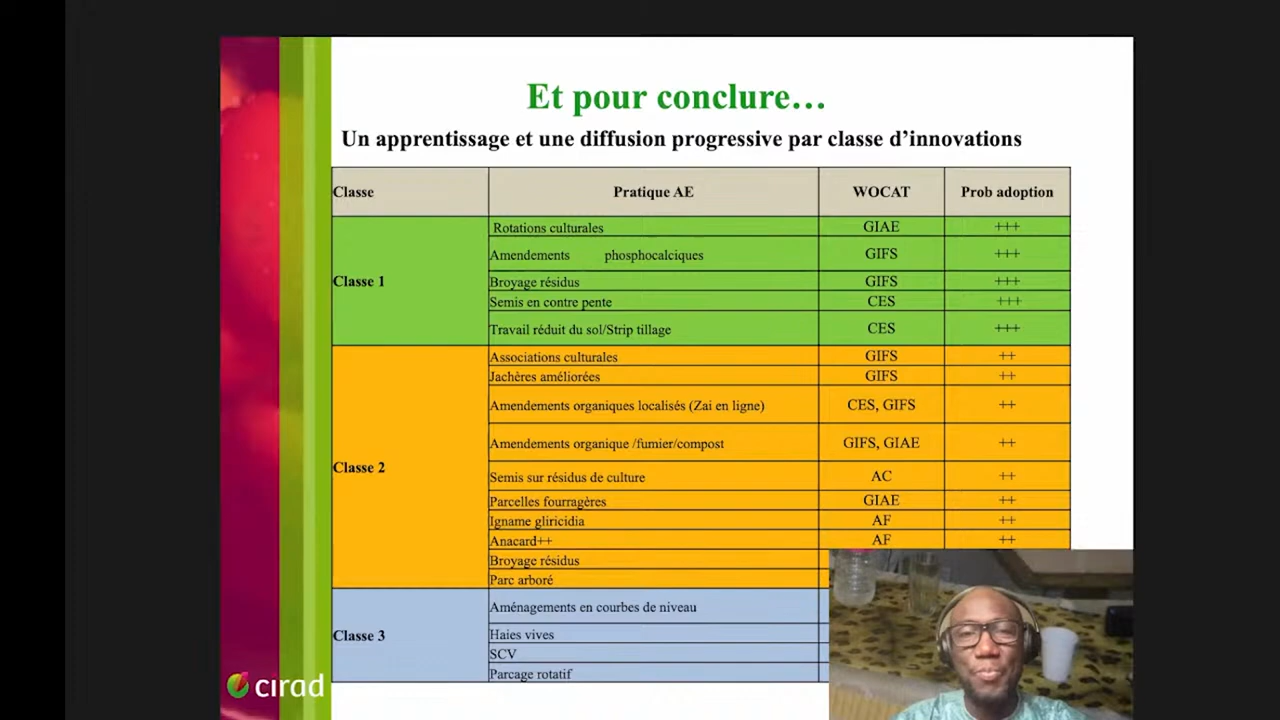 Et pour conclure…
Un apprentissage et une diffusion progressive par classe d’innovations
Classe Pratique AE WOCAT Prob adoption
Classe 1
Rotations culturales GIAE +++
Amendements phosphocalciques GIFS +++
Broyage résidus GIFS +++
Semis en contre pente CES +++
Travail réduit du sol/Strip tillage CES +++
Classe 2
Associations culturales GIFS ++
Jachères améliorées GIFS ++
Amendements organiques localisés (Zai en ligne) CES, GIFS ++
Amendements organique /fumier/compost GIFS, GIAE ++
Semis sur résidus de culture AC ++
Parcelles fourragères GIAE ++
Igname gliricidia AF ++
Anacard++ AF ++
Broyage résidus
Parc arboré
Classe 3
Aménagements en courbes de niveau
Haies vives
SCV
Parcage rotatif
cirad